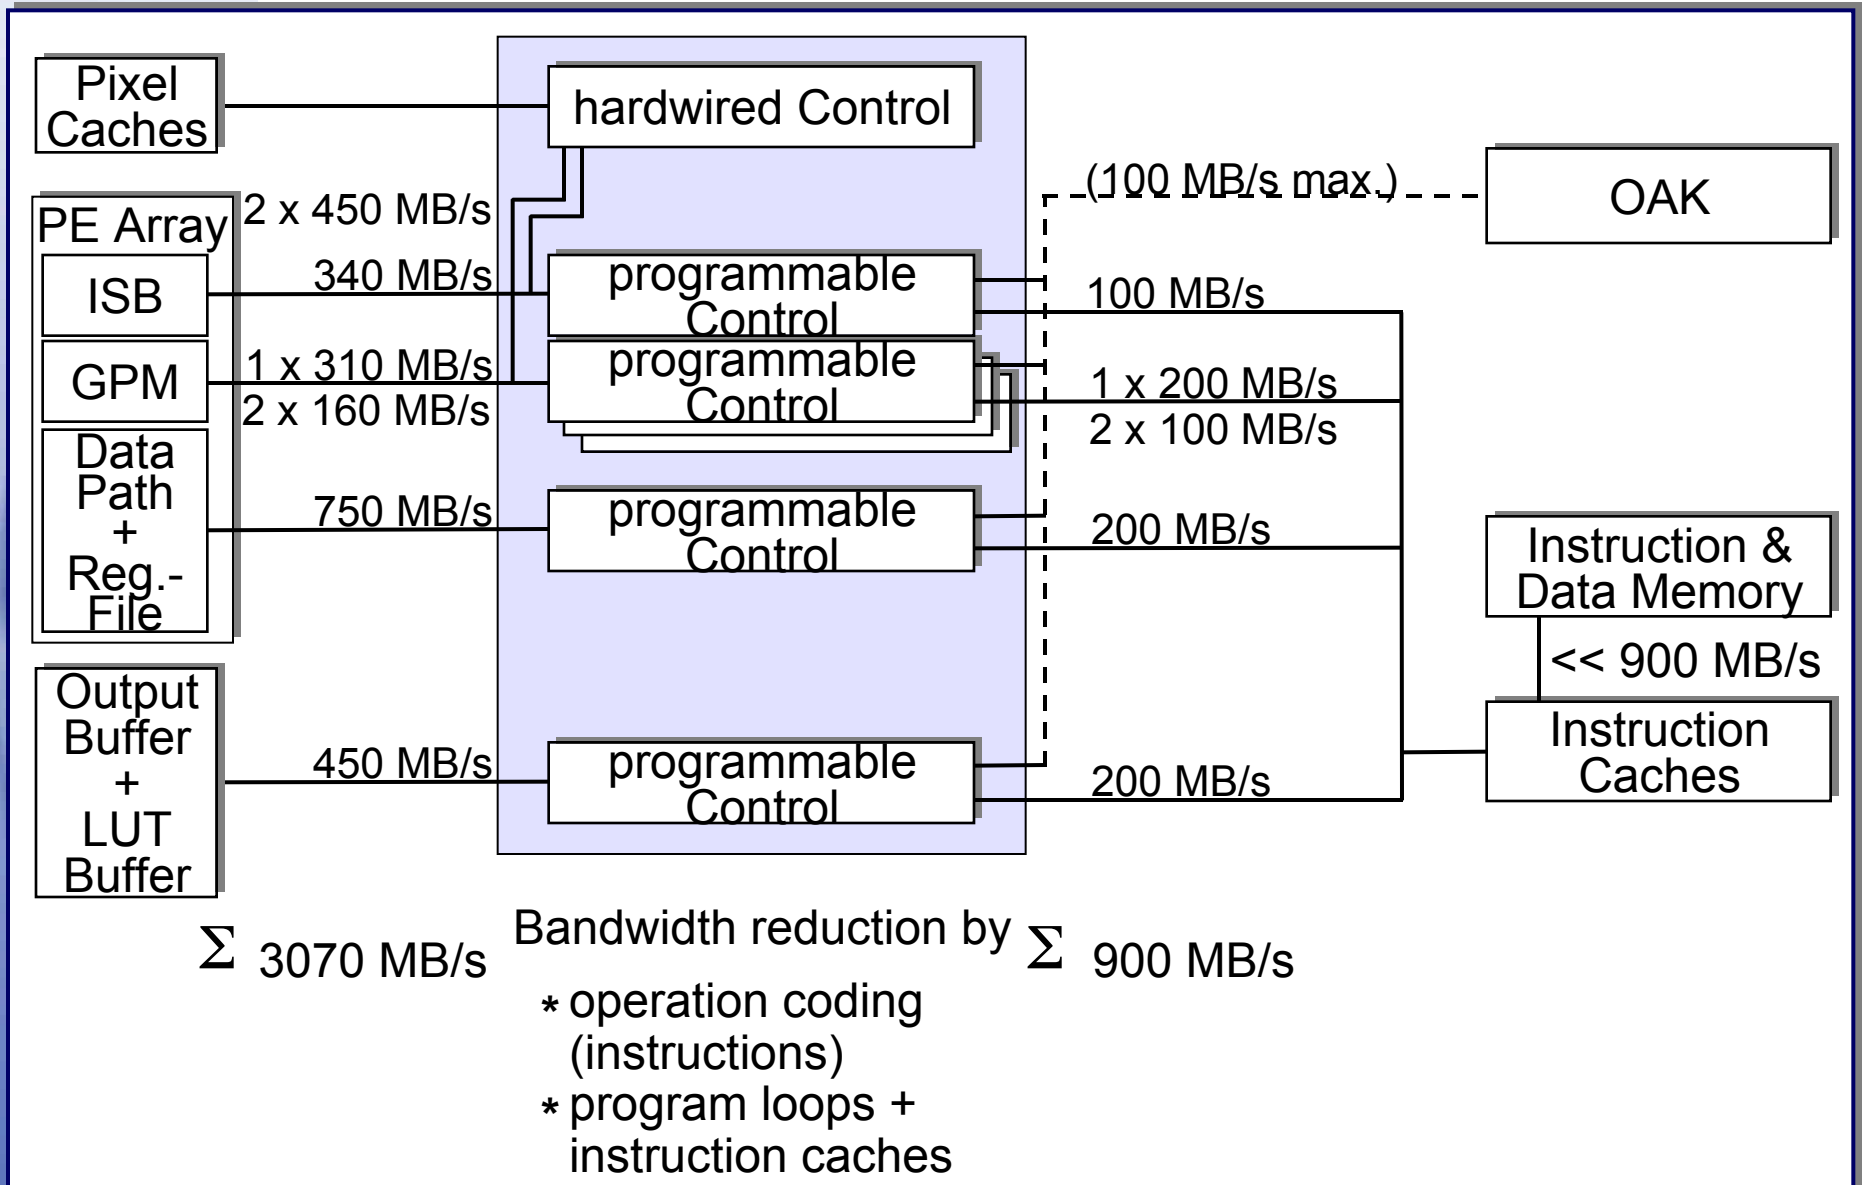 Pixel
Caches
hardwired Control
(100 MB/s max.)
OAK
PE Array
2 x 450 MB/s
ISB
340 MB/s
programmable
Control
100 MB/s
GPM
1 x 310 MB/s
2 x 160 MB/s
programmable
Control
1 x 200 MB/s
2 x 100 MB/s
Data
Path
+
Reg.-
File
750 MB/s
programmable
Control
200 MB/s
Instruction &
Data Memory
<< 900 MB/s
Output
Buffer
+
LUT
Buffer
450 MB/s
programmable
Control
200 MB/s
Instruction
Caches
Σ 3070 MB/s
Bandwidth reduction by
* operation coding
(instructions)
* program loops +
instruction caches
Σ 900 MB/s